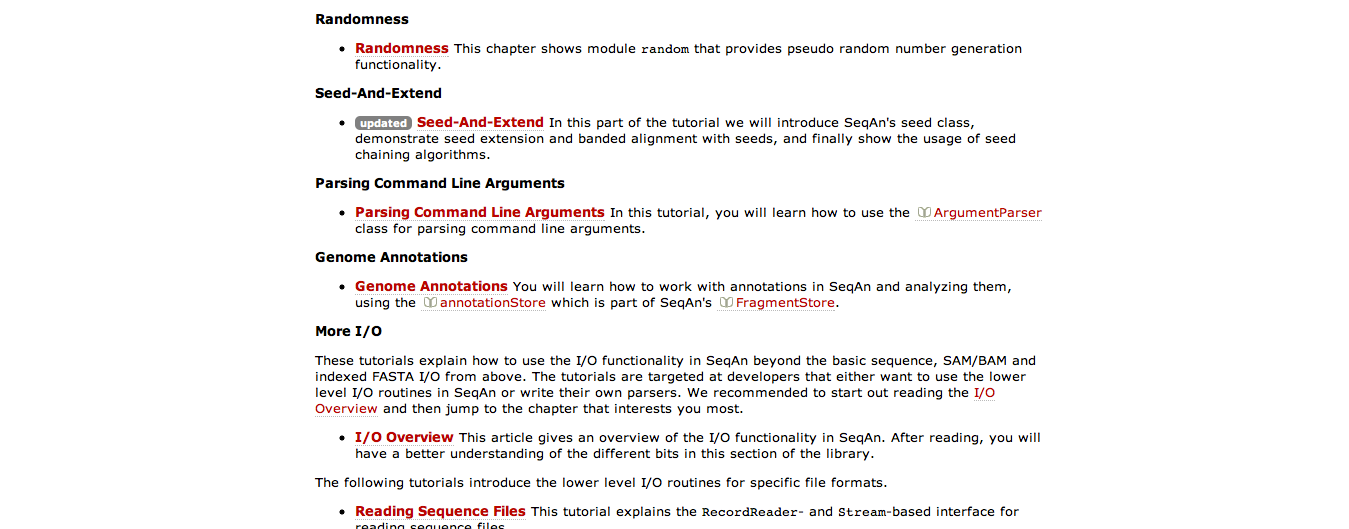 Randomness
Randomness This chapter shows module random that provides pseudo random number generation
functionality.
Seed-And-Extend
updated Seed-And-Extend In this part of the tutorial we will introduce SeqAn's seed class,
demonstrate seed extension and banded alignment with seeds, and finally show the usage of seed
chaining algorithms.
Parsing Command Line Arguments
Parsing Command Line Arguments In this tutorial, you will learn how to use the ArgumentParser
class for parsing command line arguments.
Genome Annotations
Genome Annotations You will learn how to work with annotations in SeqAn and analyzing them,
using the annotationStore which is part of SeqAn's FragmentStore.
More I/O
These tutorials explain how to use the I/O functionality in SeqAn beyond the basic sequence, SAM/BAM and
indexed FASTA I/O from above. The tutorials are targeted at developers that either want to use the lower
level I/O routines in SeqAn or write their own parsers. We recommended to start out reading the I/O
Overview and then jump to the chapter that interests you most.
I/O Overview This article gives an overview of the I/O functionality in SeqAn. After reading, you will
have a better understanding of the different bits in this section of the library.
The following tutorials introduce the lower level I/O routines for specific file formats.
Reading Sequence Files This tutorial explains the RecordReader- and Stream-based interface for
reading sequence files.